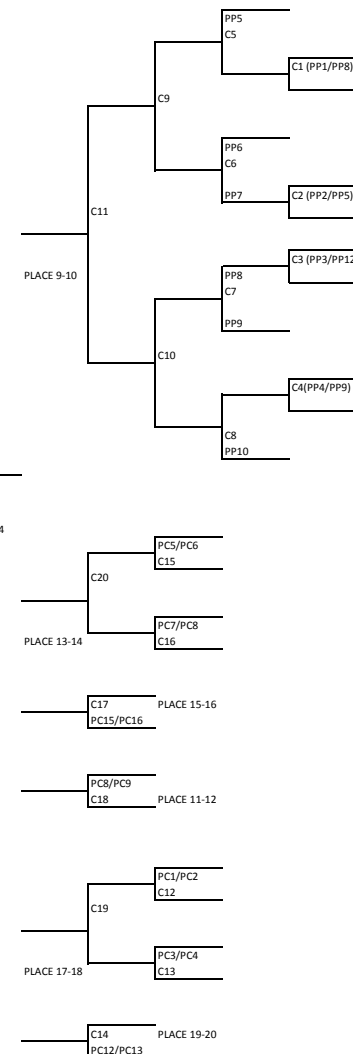 PP5
C5
C1 (PP1/PP8)
C9
PP6
C6
PP7
C2 (PP2/PP5)
C11
C3 (PP3/PP12
PLACE 9-10
PP8
C7
PP9
C10
C4(PP4/PP9)
C8
PP10
4
PC5/PC6
C15
C20
PC7/PC8
C16
PLACE 13-14
C17
PLACE 15-16
PC15/PC16
PC8/PC9
C18
PLACE 11-12
PC1/PC2
C12
C19
PC3/PC4
C13
PLACE 17-18
C14
PLACE 19-20
PC12/PC13